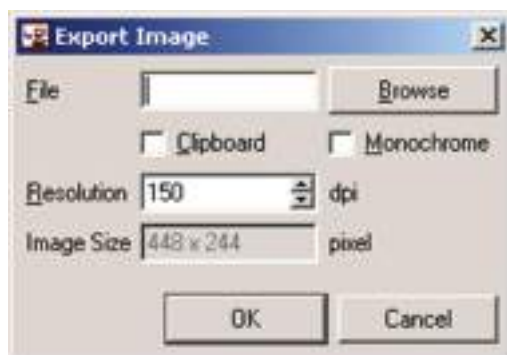 Export Image
File Browse
Clipboard Monochrome
Resolution 150 dpi
Image Size 448 x 244 pixel
OK Cancel